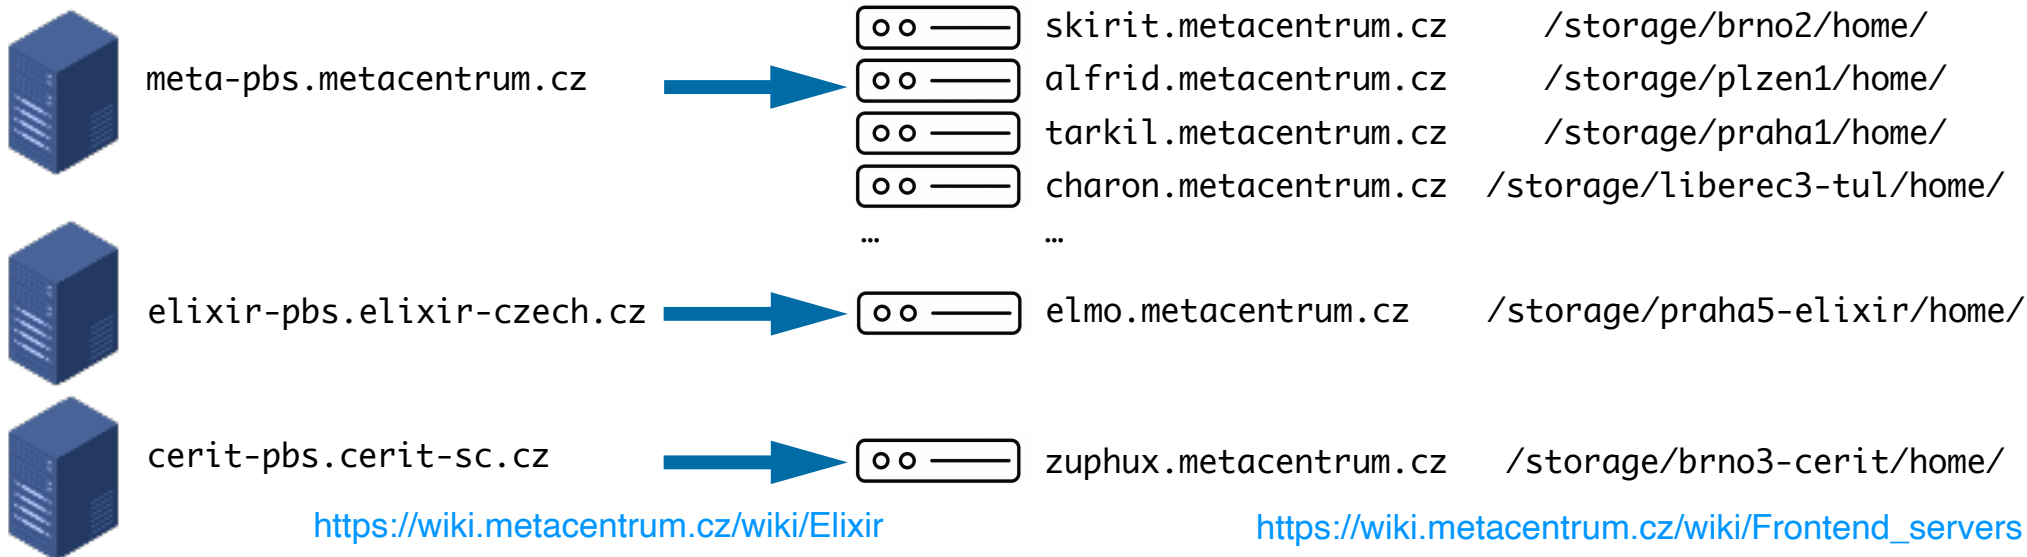 skirit.metacentrum.cz /storage/brno2/home/
meta-pbs.metacentrum.cz alfrid.metacentrum.cz /storage/plzen1/home/
tarkil.metacentrum.cz /storage/praha1/home/
charon.metacentrum.cz /storage/liberec3-tul/home/
… …
elixir-pbs.elixir-czech.cz elmo.metacentrum.cz /storage/praha5-elixir/home/
cerit-pbs.cerit-sc.cz zuphux.metacentrum.cz /storage/brno3-cerit/home/
https://wiki.metacentrum.cz/wiki/Elixir https://wiki.metacentrum.cz/wiki/Frontend_servers